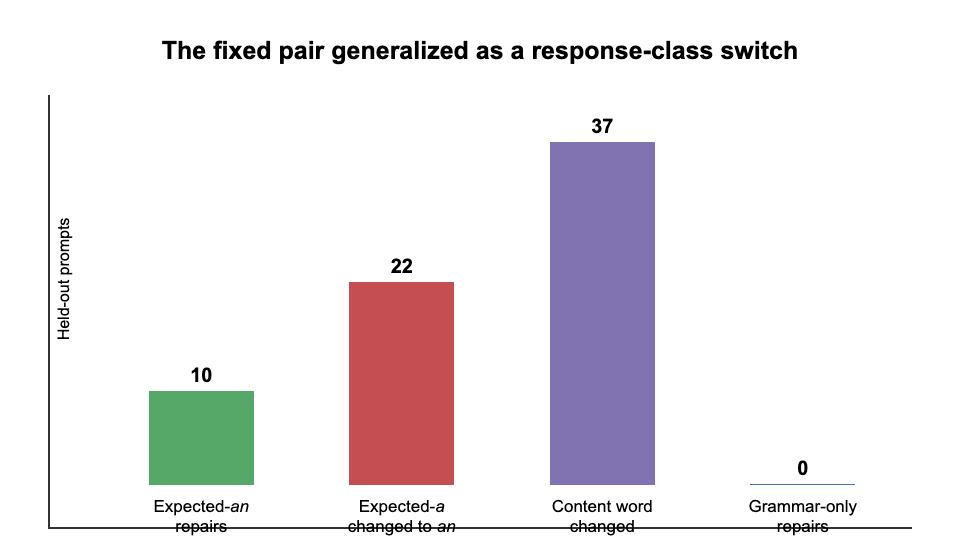 The fixed pair generalized as a response-class switch
Held-out prompts
10
22
37
0
Expected-an
repairs
Expected-a
changed to an
Content word
changed
Grammar-only
repairs